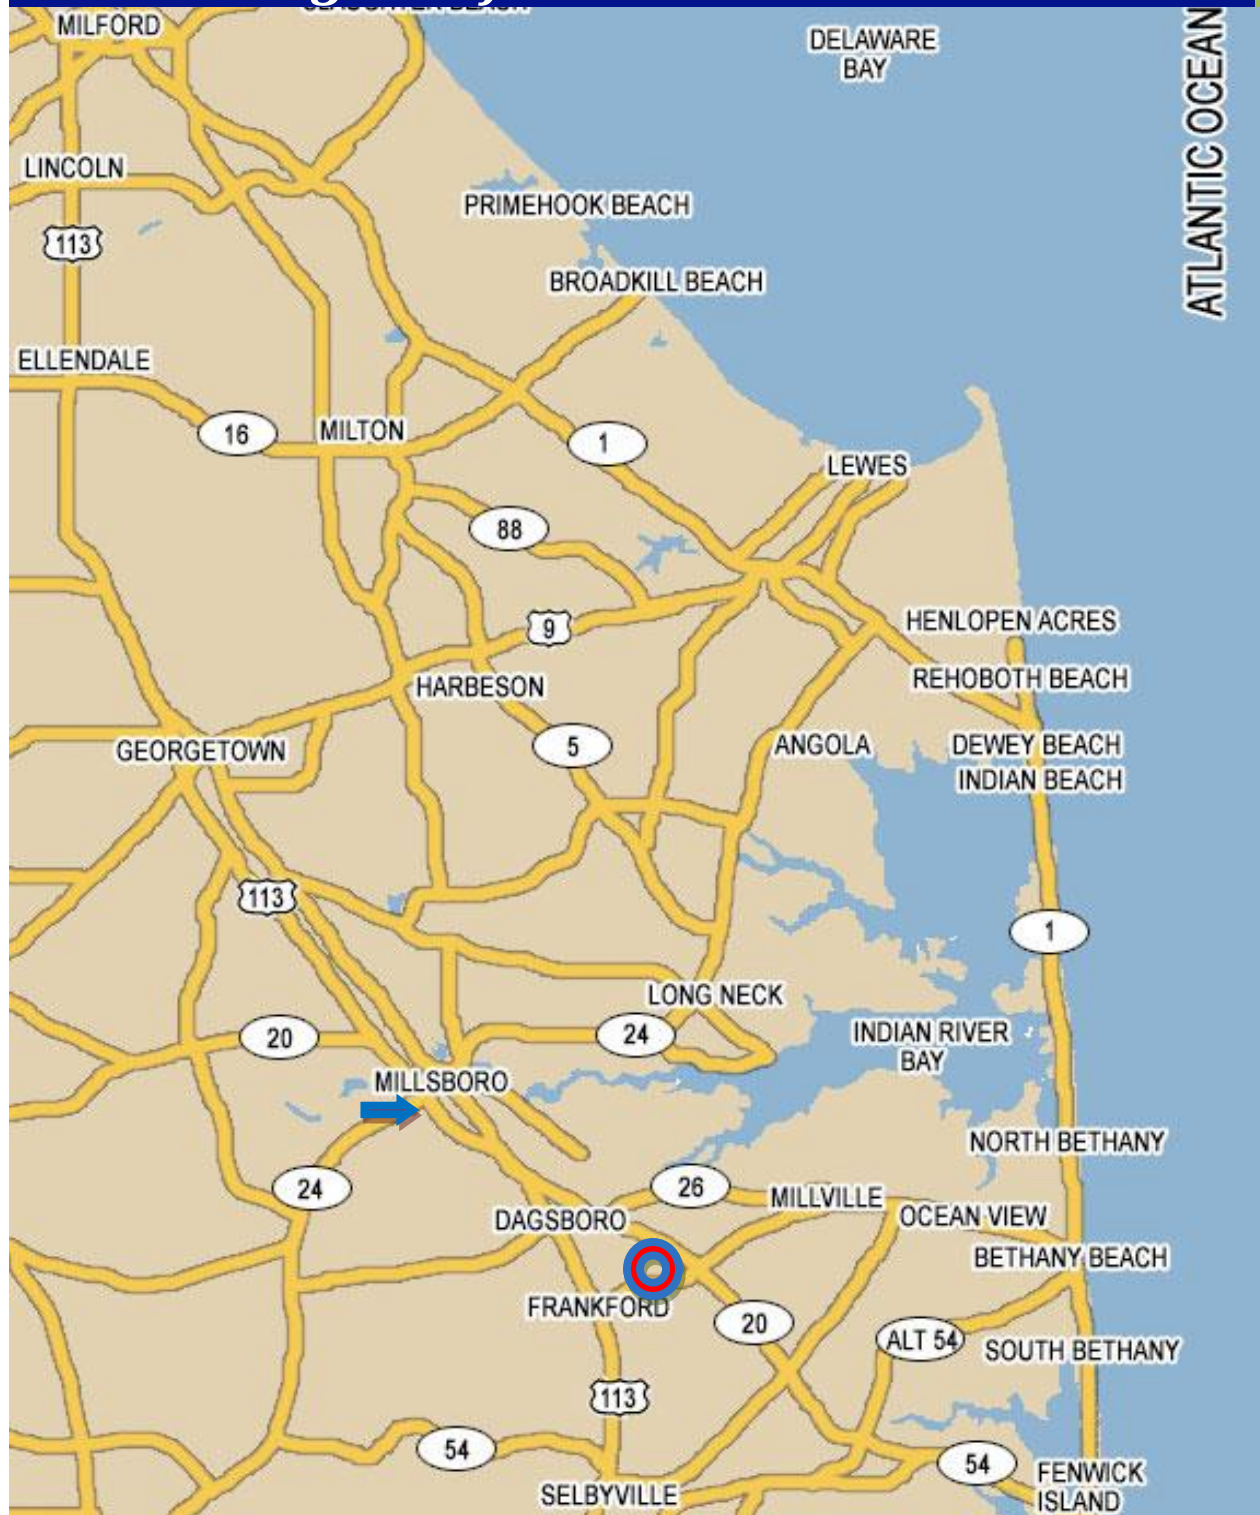 MILFORD
DELAWARE
BAY
ATLANTIC OCEAN
LINCOLN
PRIMEHOOK BEACH
113
BROADKILL BEACH
ELLENDALE
16
MILTON
1
LEWES
88
9
HENLOPEN ACRES
HARBESON
REHOBOTH BEACH
GEORGETOWN
5
ANGOLA
DEWEY BEACH
INDIAN BEACH
113
1
LONG NECK
20
24
INDIAN RIVER
BAY
MILLSBORO
NORTH BETHANY
24
26
MILLVILLE
DAGSBORO
OCEAN VIEW
BETHANY BEACH
FRANKFORD
20
ALT 54
SOUTH BETHANY
113
54
54
FENWICK
ISLAND
SELBYVILLE